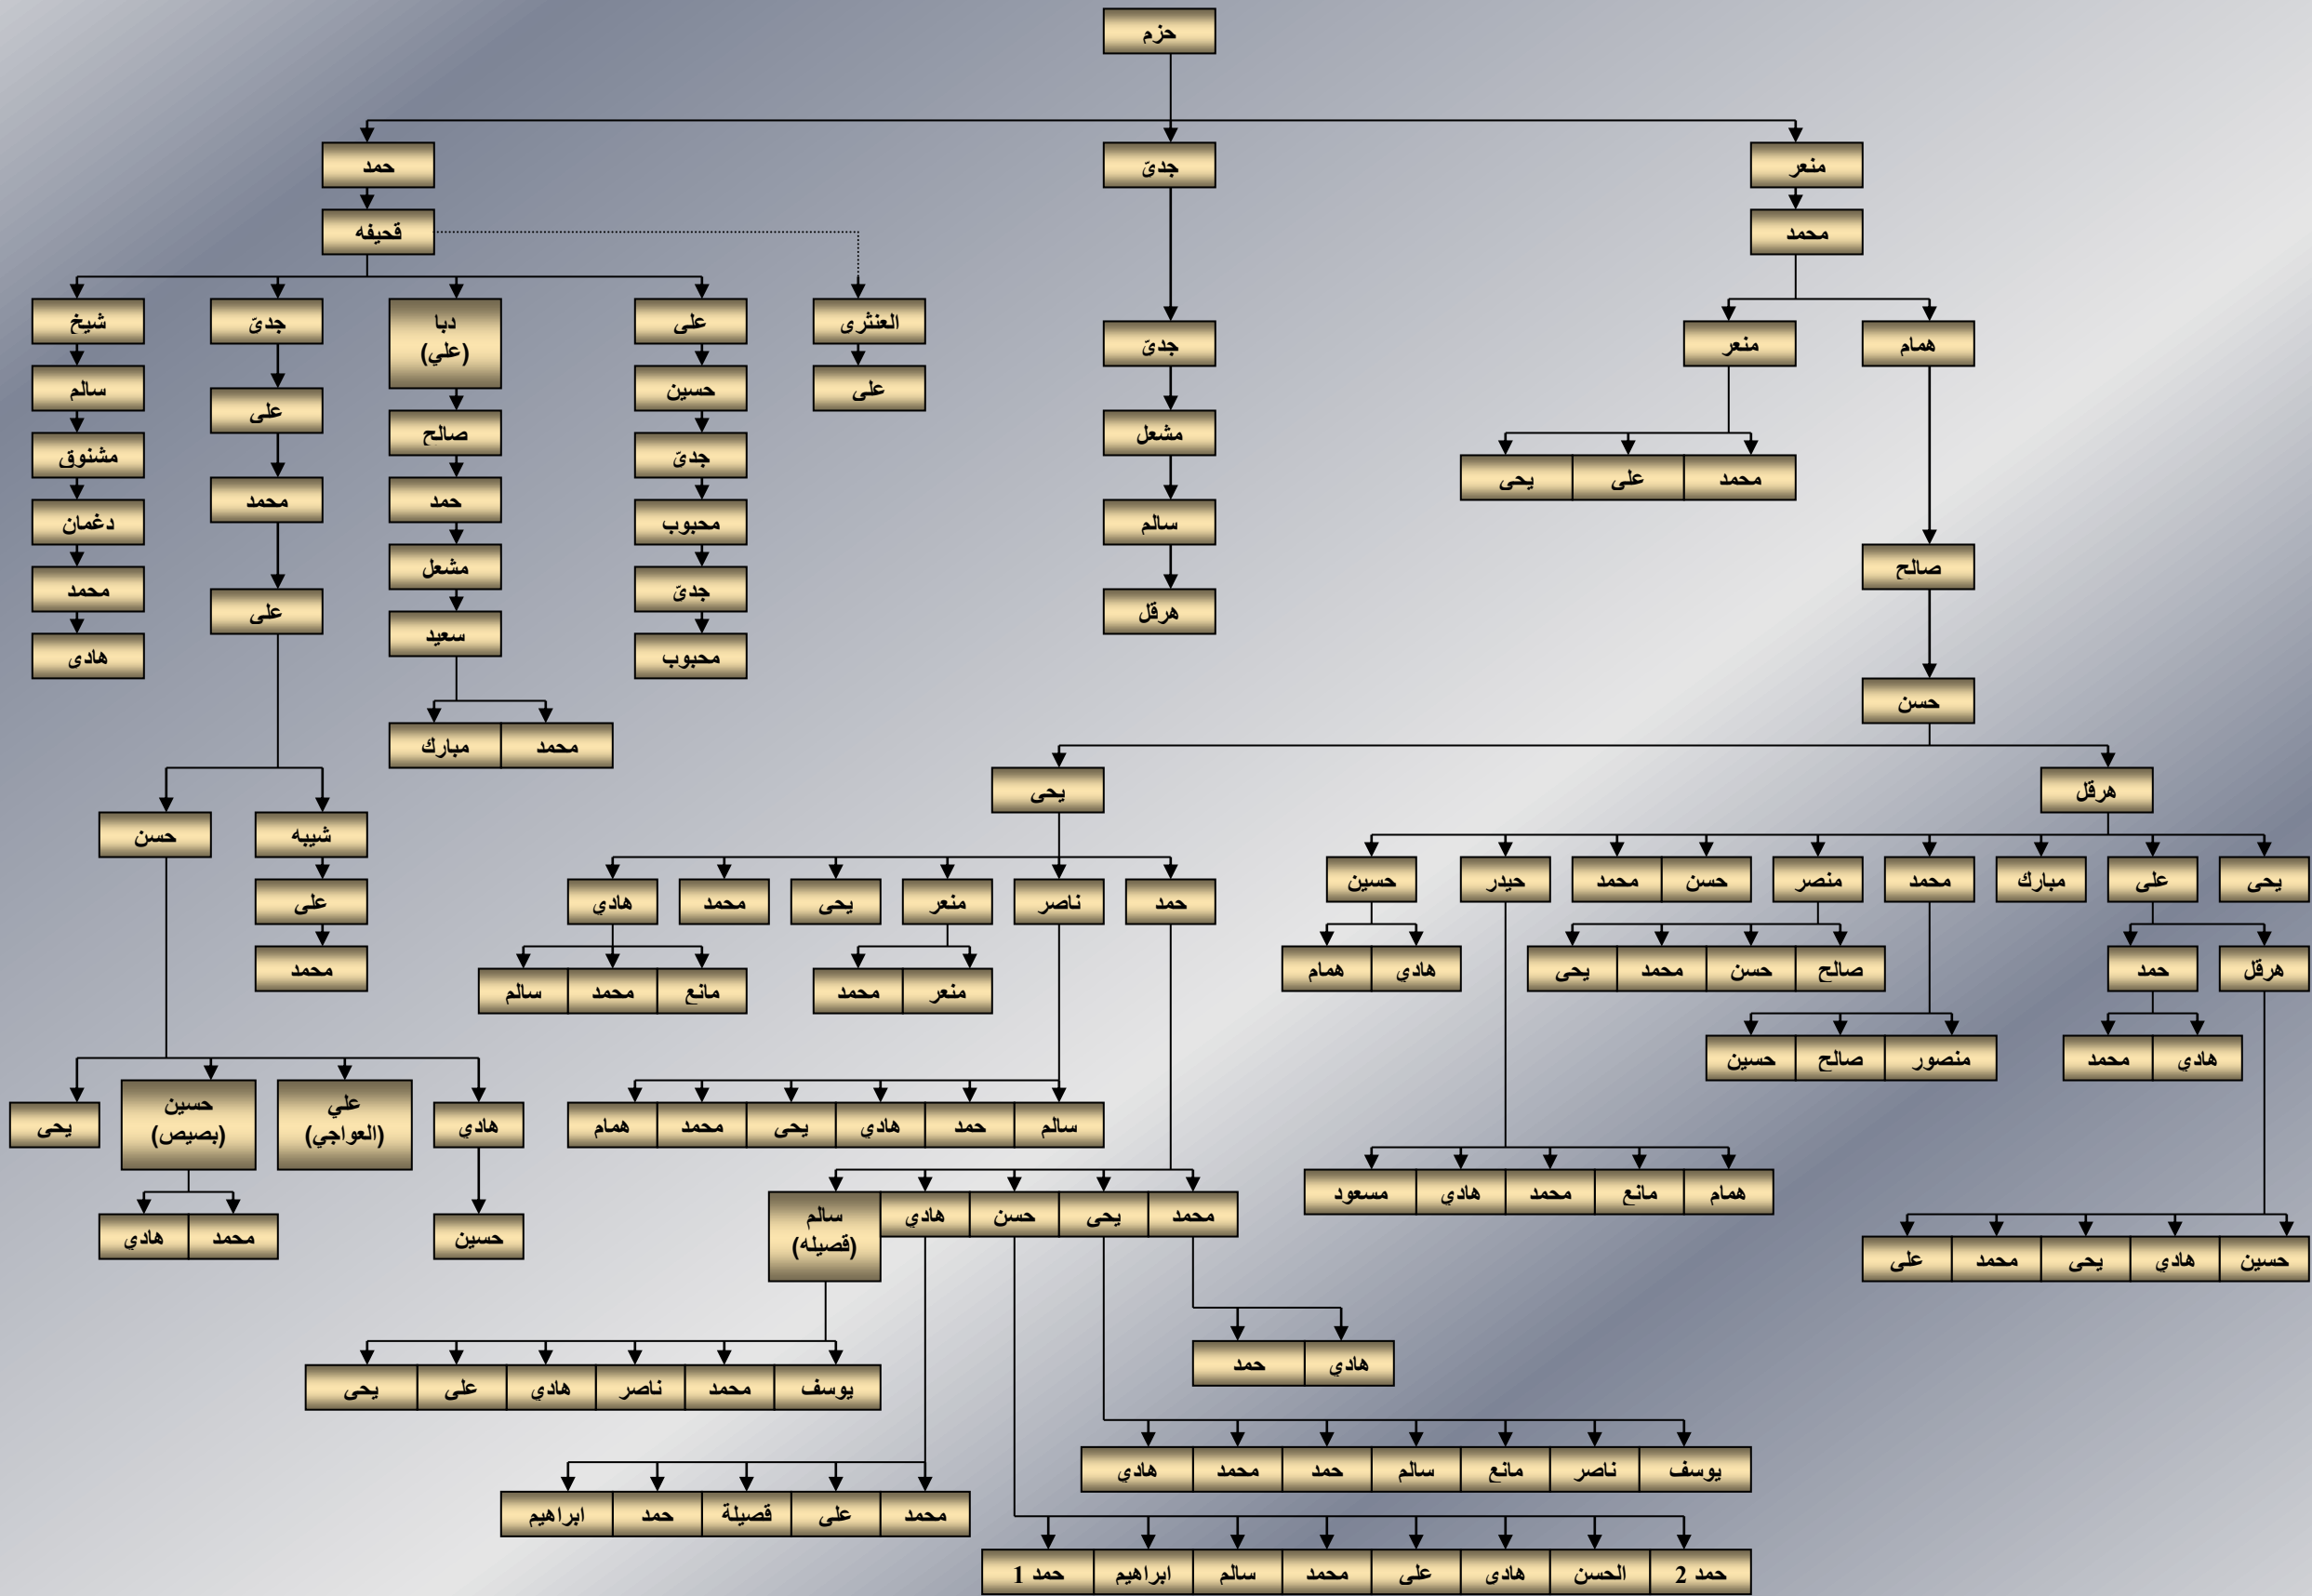 حزم
منعر
جدىّ
حمد
محمد
قحيفه
العنثرى
على
دبا
(علي)
جدىّ
شيخ
همام
منعر
جدىّ
على
حسين
صالح
على
سالم
محمد
على
يحى
مشعل
جدىّ
حمد
محمد
مشنوق
سالم
محبوب
مشعل
دغمان
صالح
هرقل
جدىّ
سعيد
على
محمد
حسن
محبوب
هادى
محمد
مبارك
هرقل
يحى
شيبه
حسن
يحى
على
مبارك
محمد
منصر
حسن
محمد
حيدر
حسين
حمد
ناصر
منعر
يحى
محمد
هادي
على
هرقل
حمد
صالح
حسن
محمد
يحى
هادي
همام
منعر
محمد
مانع
محمد
سالم
محمد
هادي
محمد
منصور
صالح
حسين
سالم
حمد
هادي
يحى
محمد
همام
هادي
علي
(العواجي)
حسين
(بصيص)
يحى
همام
مانع
محمد
هادي
مسعود
محمد
يحى
حسن
هادي
سالم
(قصيله)
حسين
محمد
هادي
حسين
هادي
يحى
محمد
على
هادي
حمد
يوسف
محمد
ناصر
هادي
على
يحى
يوسف
ناصر
مانع
سالم
حمد
محمد
هادي
محمد
على
قصيلة
حمد
ابراهيم
حمد 2
الحسن
هادى
على
محمد
سالم
ابراهيم
حمد 1